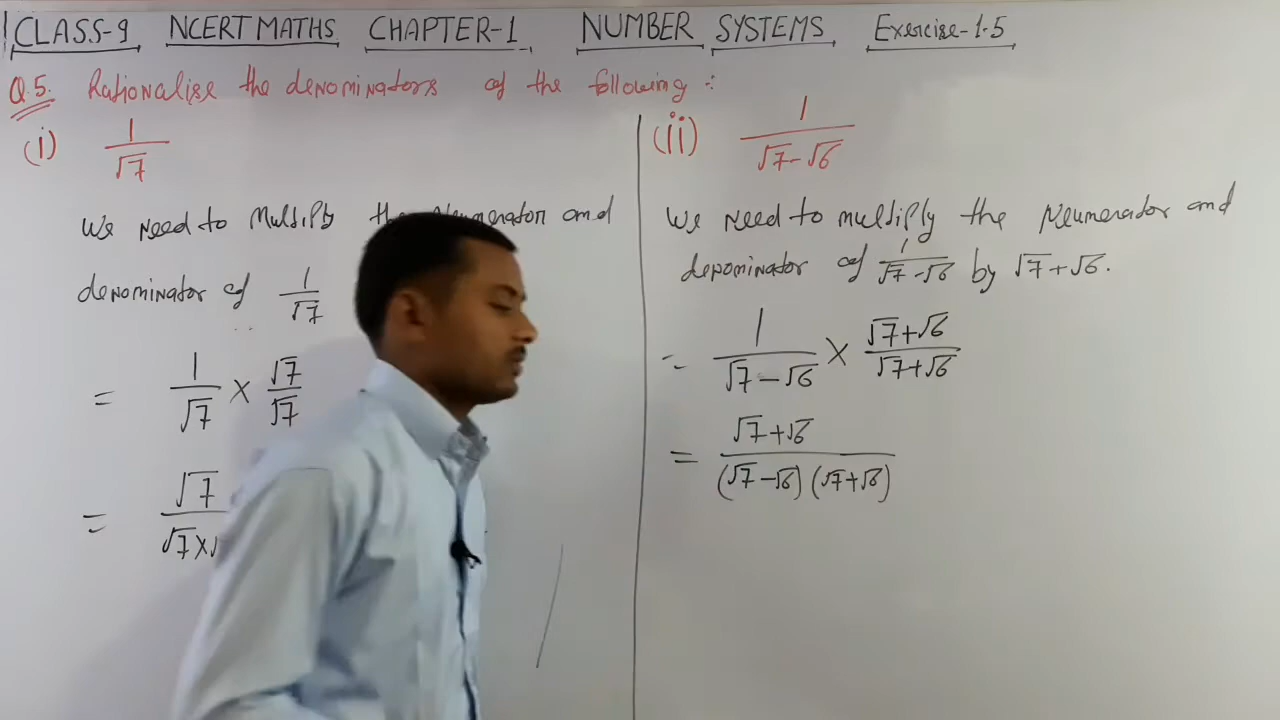 CLASS-9 NCERT MATHS CHAPTER-1 NUMBER SYSTEMS Exercise-1.5
Q.5. Rationalise the denominators of the following :
(i) 1/√7
We need to Multiply the Neumerator and
denominator of 1/√7
= 1/√7 × √7/√7
= √7/√7×
(ii) 1/√7-√6
We need to multiply the Neumerator and
denominator of 1/√7-√6 by √7+√6.
= 1/√7-√6 × √7+√6/√7+√6
= √7+√6/(√7-√6)(√7+√6)